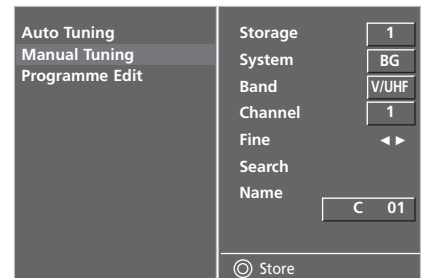 Auto Tuning
Manual Tuning
Programme Edit
Storage 1
System BG
Band V/UHF
Channel 1
Fine ◄ ►
Search
Name
C 01
Store